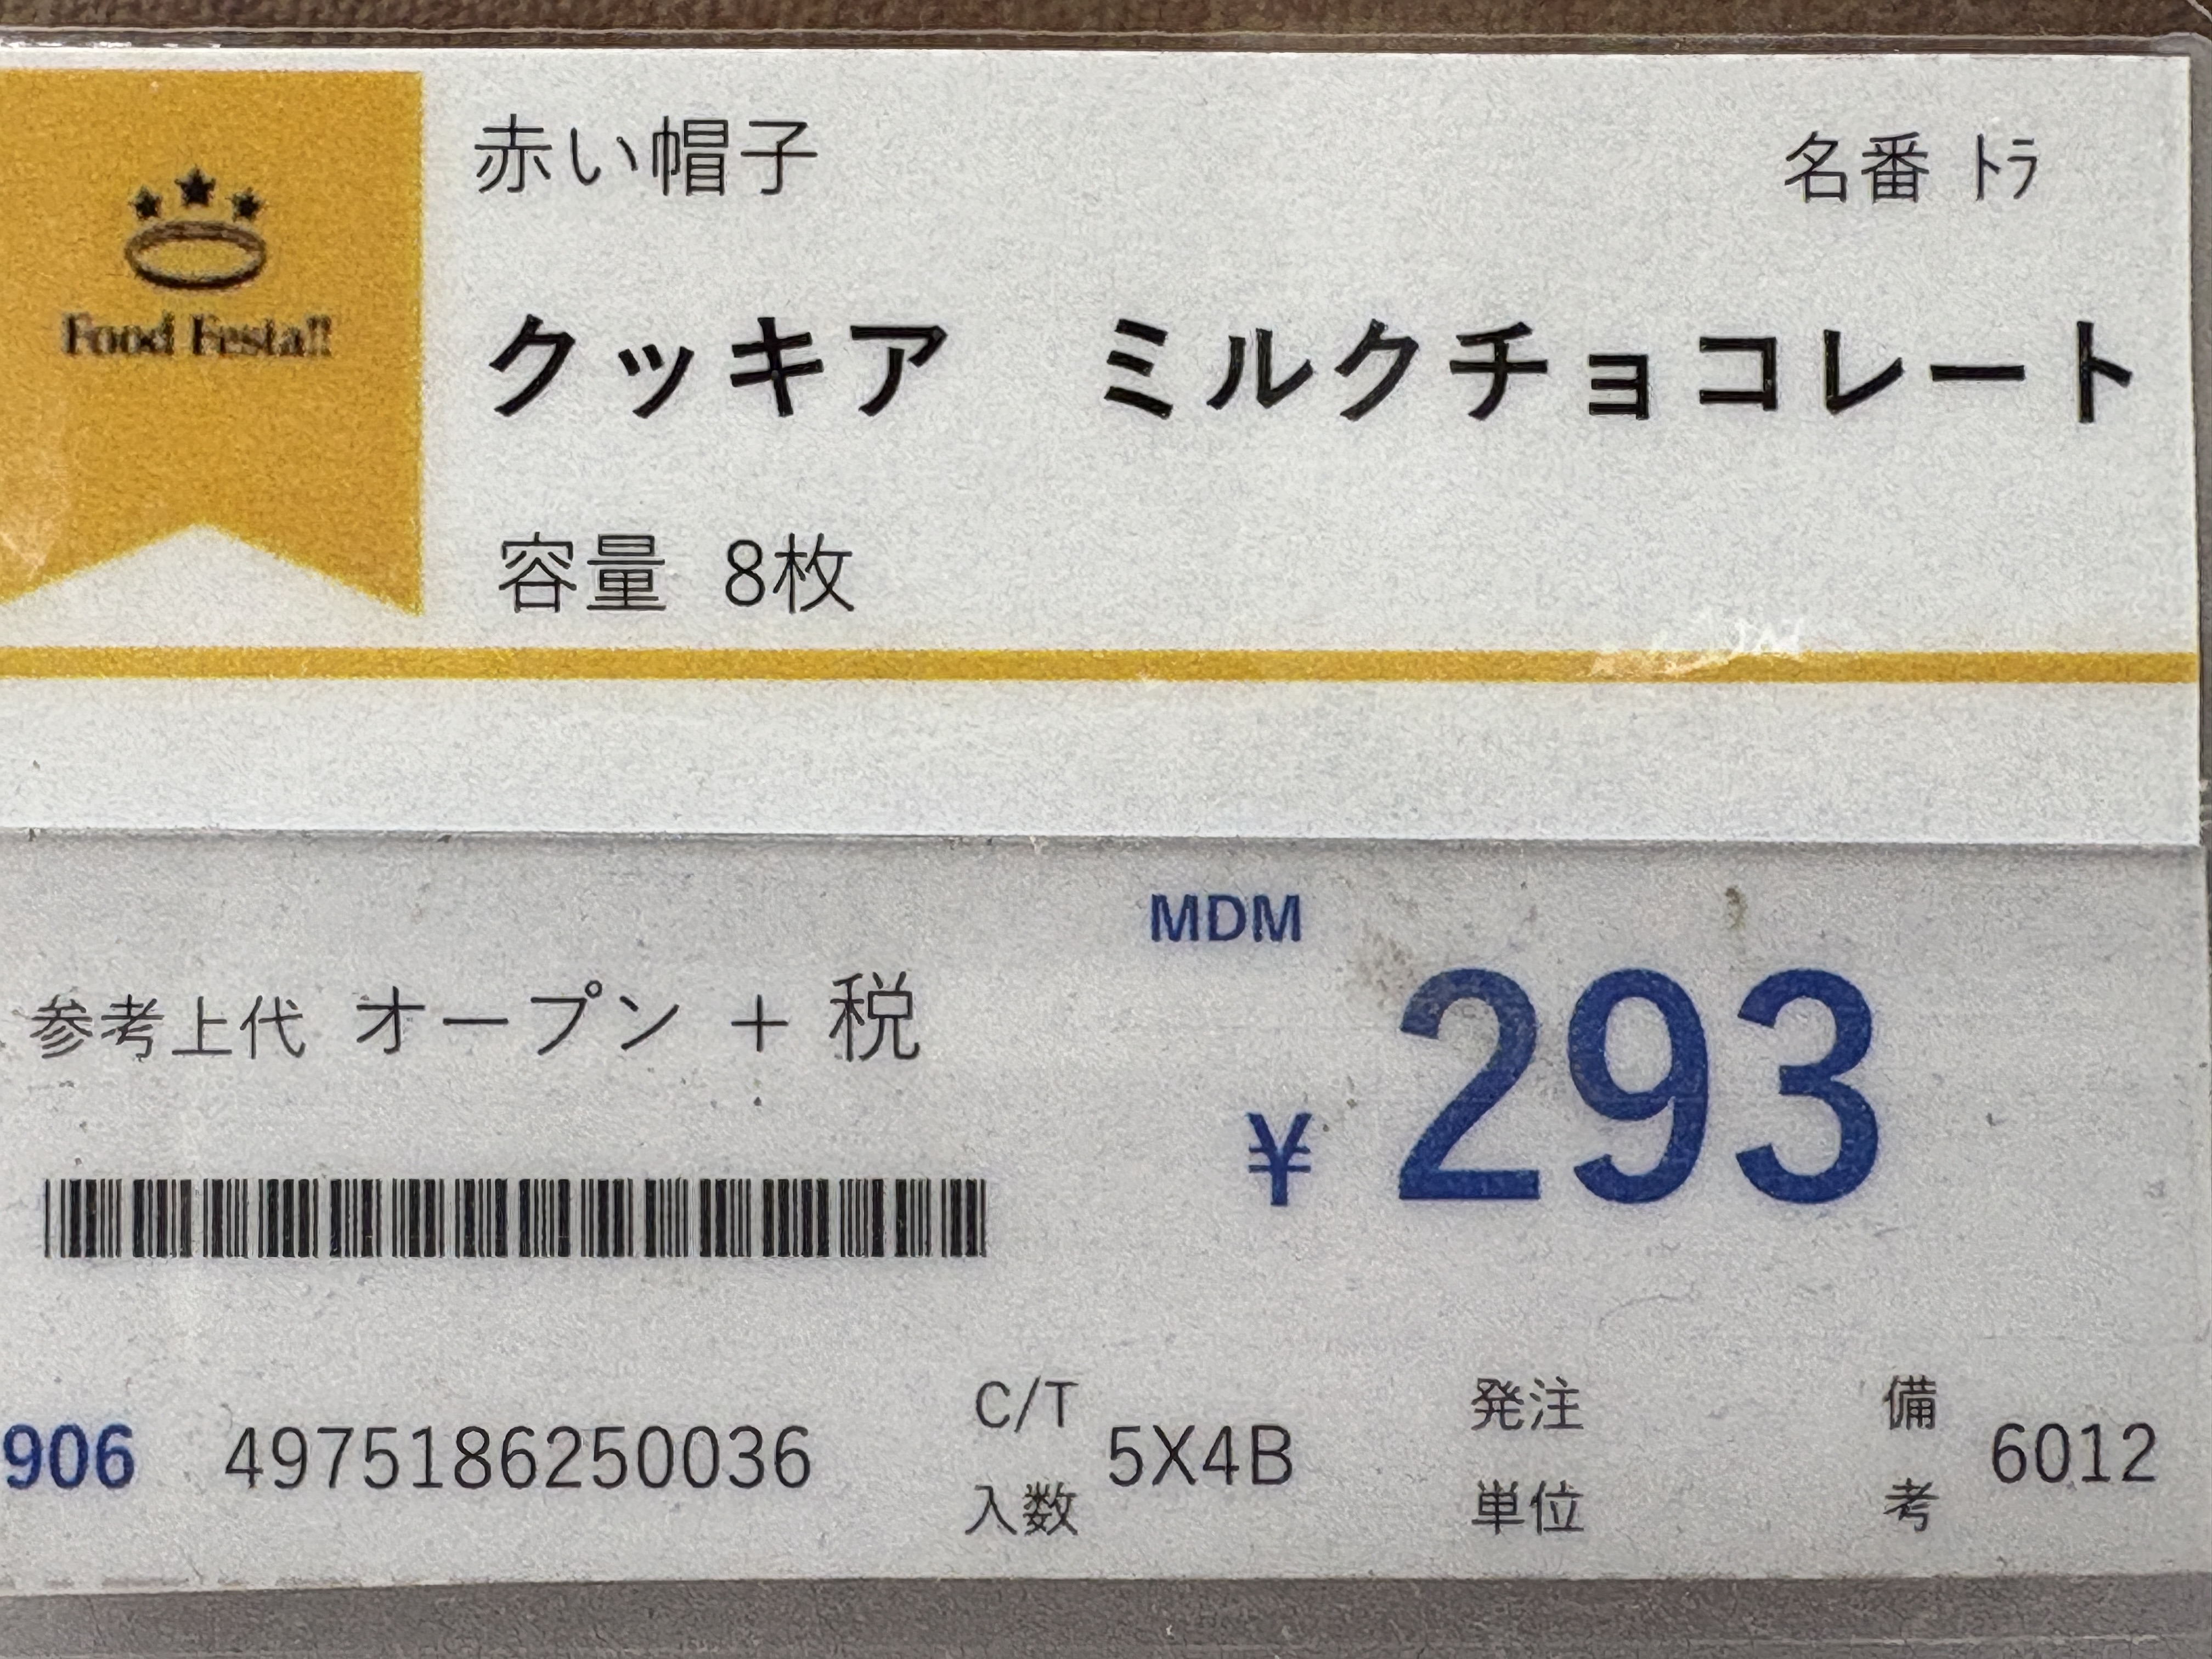 Food Festa!!
赤い帽子 名番 ﾄﾗ
クッキア　ミルクチョコレート
容量 8枚
MDM
参考上代 オープン + 税
¥ 293
906 4975186250036
C/T
入数
5X4B
発注
単位
備
考
6012